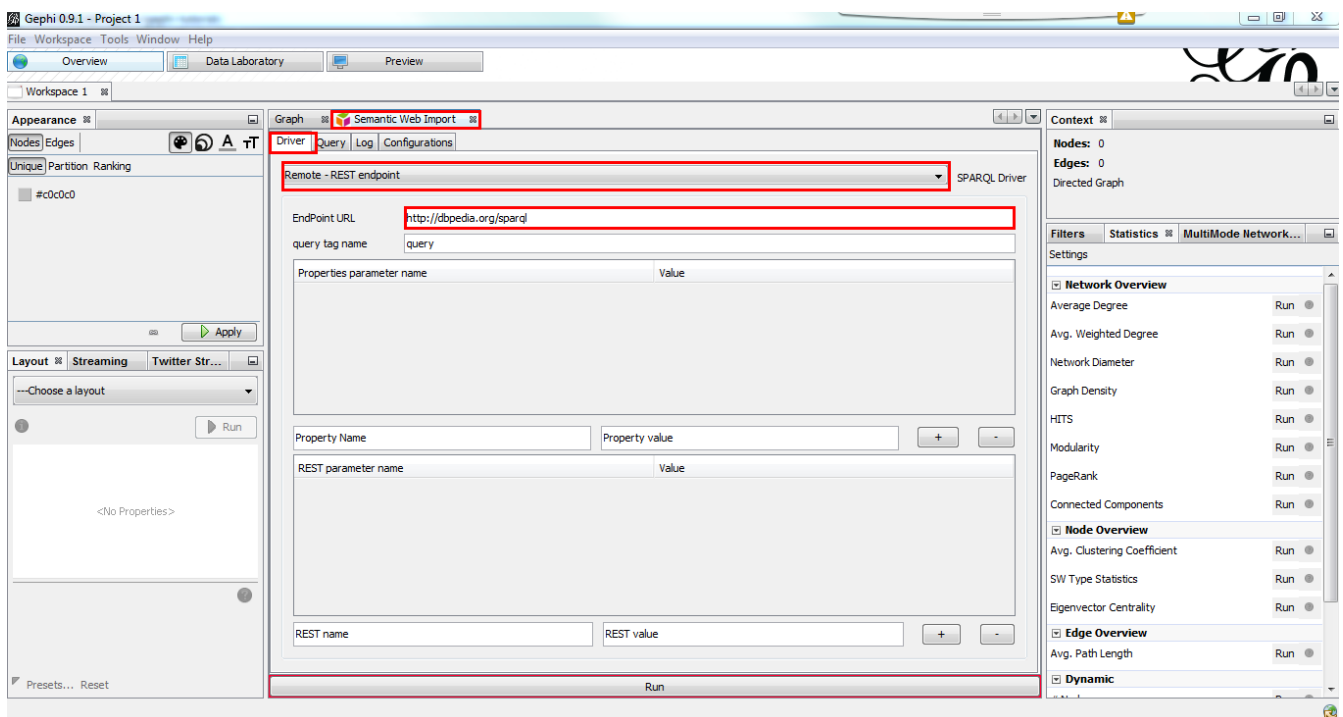 Gephi 0.9.1 - Project 1
File Workspace Tools Window Help
Overview Data Laboratory Preview
Workspace 1
Appearance
Nodes Edges
Unique Partition Ranking
#c0c0c0
Apply
Layout Streaming Twitter Str...
---Choose a layout
Run
<No Properties>
Presets... Reset
Graph Semantic Web Import
Driver Query Log Configurations
Remote - REST endpoint SPARQL Driver
EndPoint URL http://dbpedia.org/sparql
query tag name query
Properties parameter name Value
Property Name Property value + -
REST parameter name Value
REST name REST value + -
Run
Context
Nodes: 0
Edges: 0
Directed Graph
Filters Statistics MultiMode Network...
Settings
Network Overview
Average Degree Run
Avg. Weighted Degree Run
Network Diameter Run
Graph Density Run
HITS Run
Modularity Run
PageRank Run
Connected Components Run
Node Overview
Avg. Clustering Coefficient Run
SW Type Statistics Run
Eigenvector Centrality Run
Edge Overview
Avg. Path Length Run
Dynamic